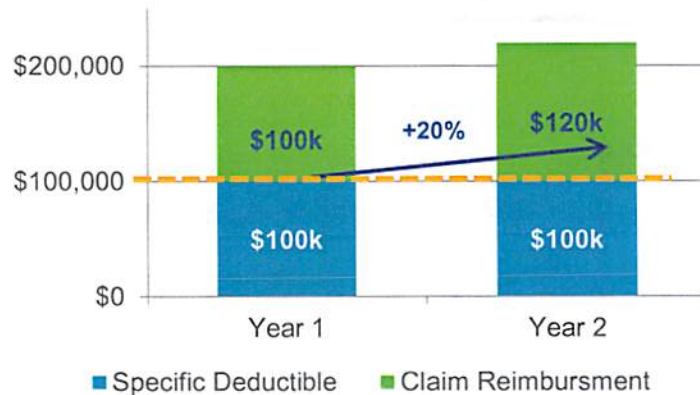 $200,000
$100k
+20%
$120k
$100,000
$100k
$100k
$0
Year 1
Year 2
Specific Deductible
Claim Reimbursment